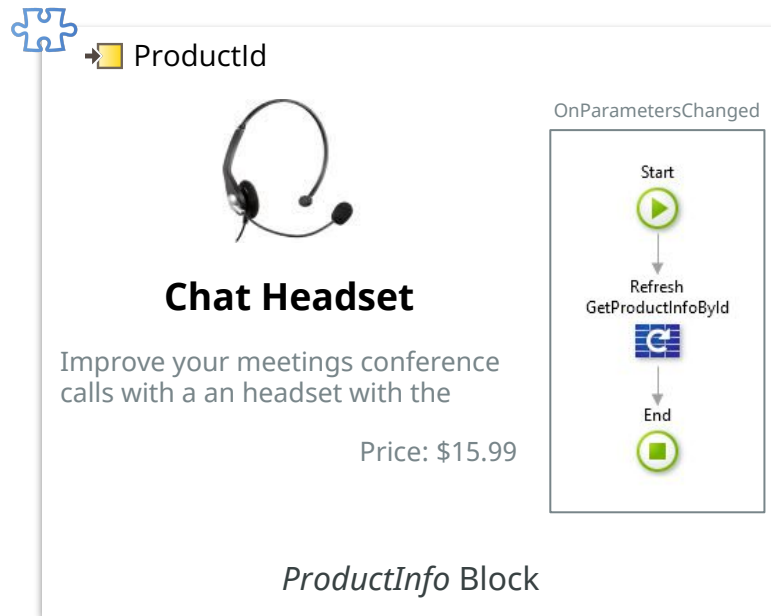 ProductId
OnParametersChanged
Start
Refresh
GetProductInfoById
End
Chat Headset
Improve your meetings conference
calls with a an headset with the
Price: $15.99
ProductInfo Block